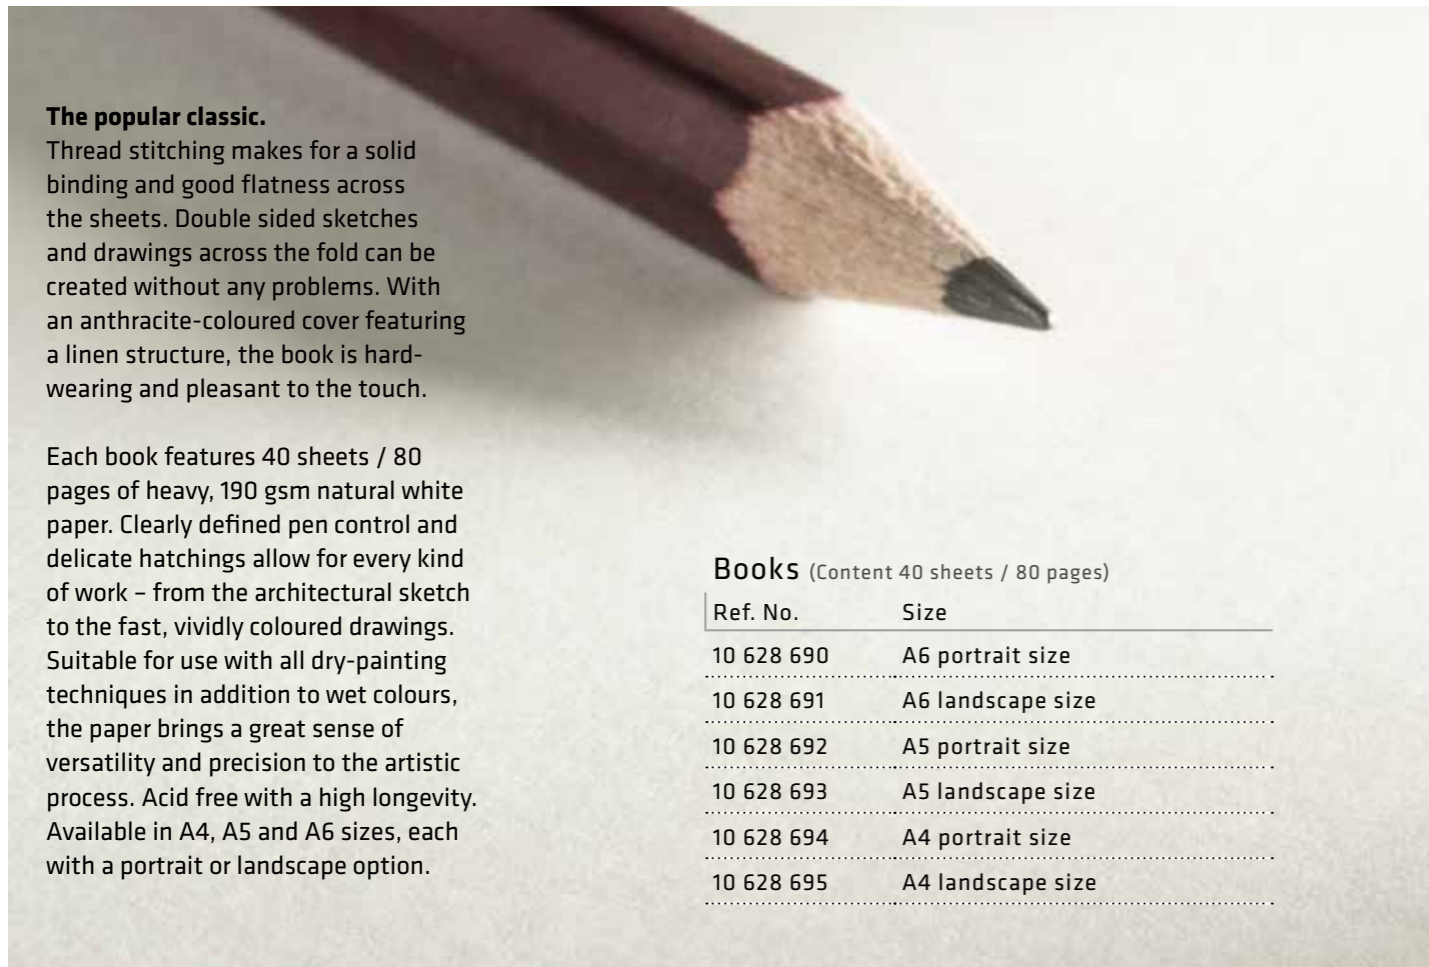 The popular classic.
Thread stitching makes for a solid
binding and good flatness across
the sheets. Double sided sketches
and drawings across the fold can be
created without any problems. With
an anthracite-coloured cover featuring
a linen structure, the book is hard-
wearing and pleasant to the touch.
Each book features 40 sheets / 80
pages of heavy, 190 gsm natural white
paper. Clearly defined pen control and
delicate hatchings allow for every kind
of work – from the architectural sketch
to the fast, vividly coloured drawings.
Suitable for use with all dry-painting
techniques in addition to wet colours,
the paper brings a great sense of
versatility and precision to the artistic
process. Acid free with a high longevity.
Available in A4, A5 and A6 sizes, each
with a portrait or landscape option.
Books (Content 40 sheets / 80 pages)
Ref. No. Size
10 628 690 A6 portrait size
10 628 691 A6 landscape size
10 628 692 A5 portrait size
10 628 693 A5 landscape size
10 628 694 A4 portrait size
10 628 695 A4 landscape size